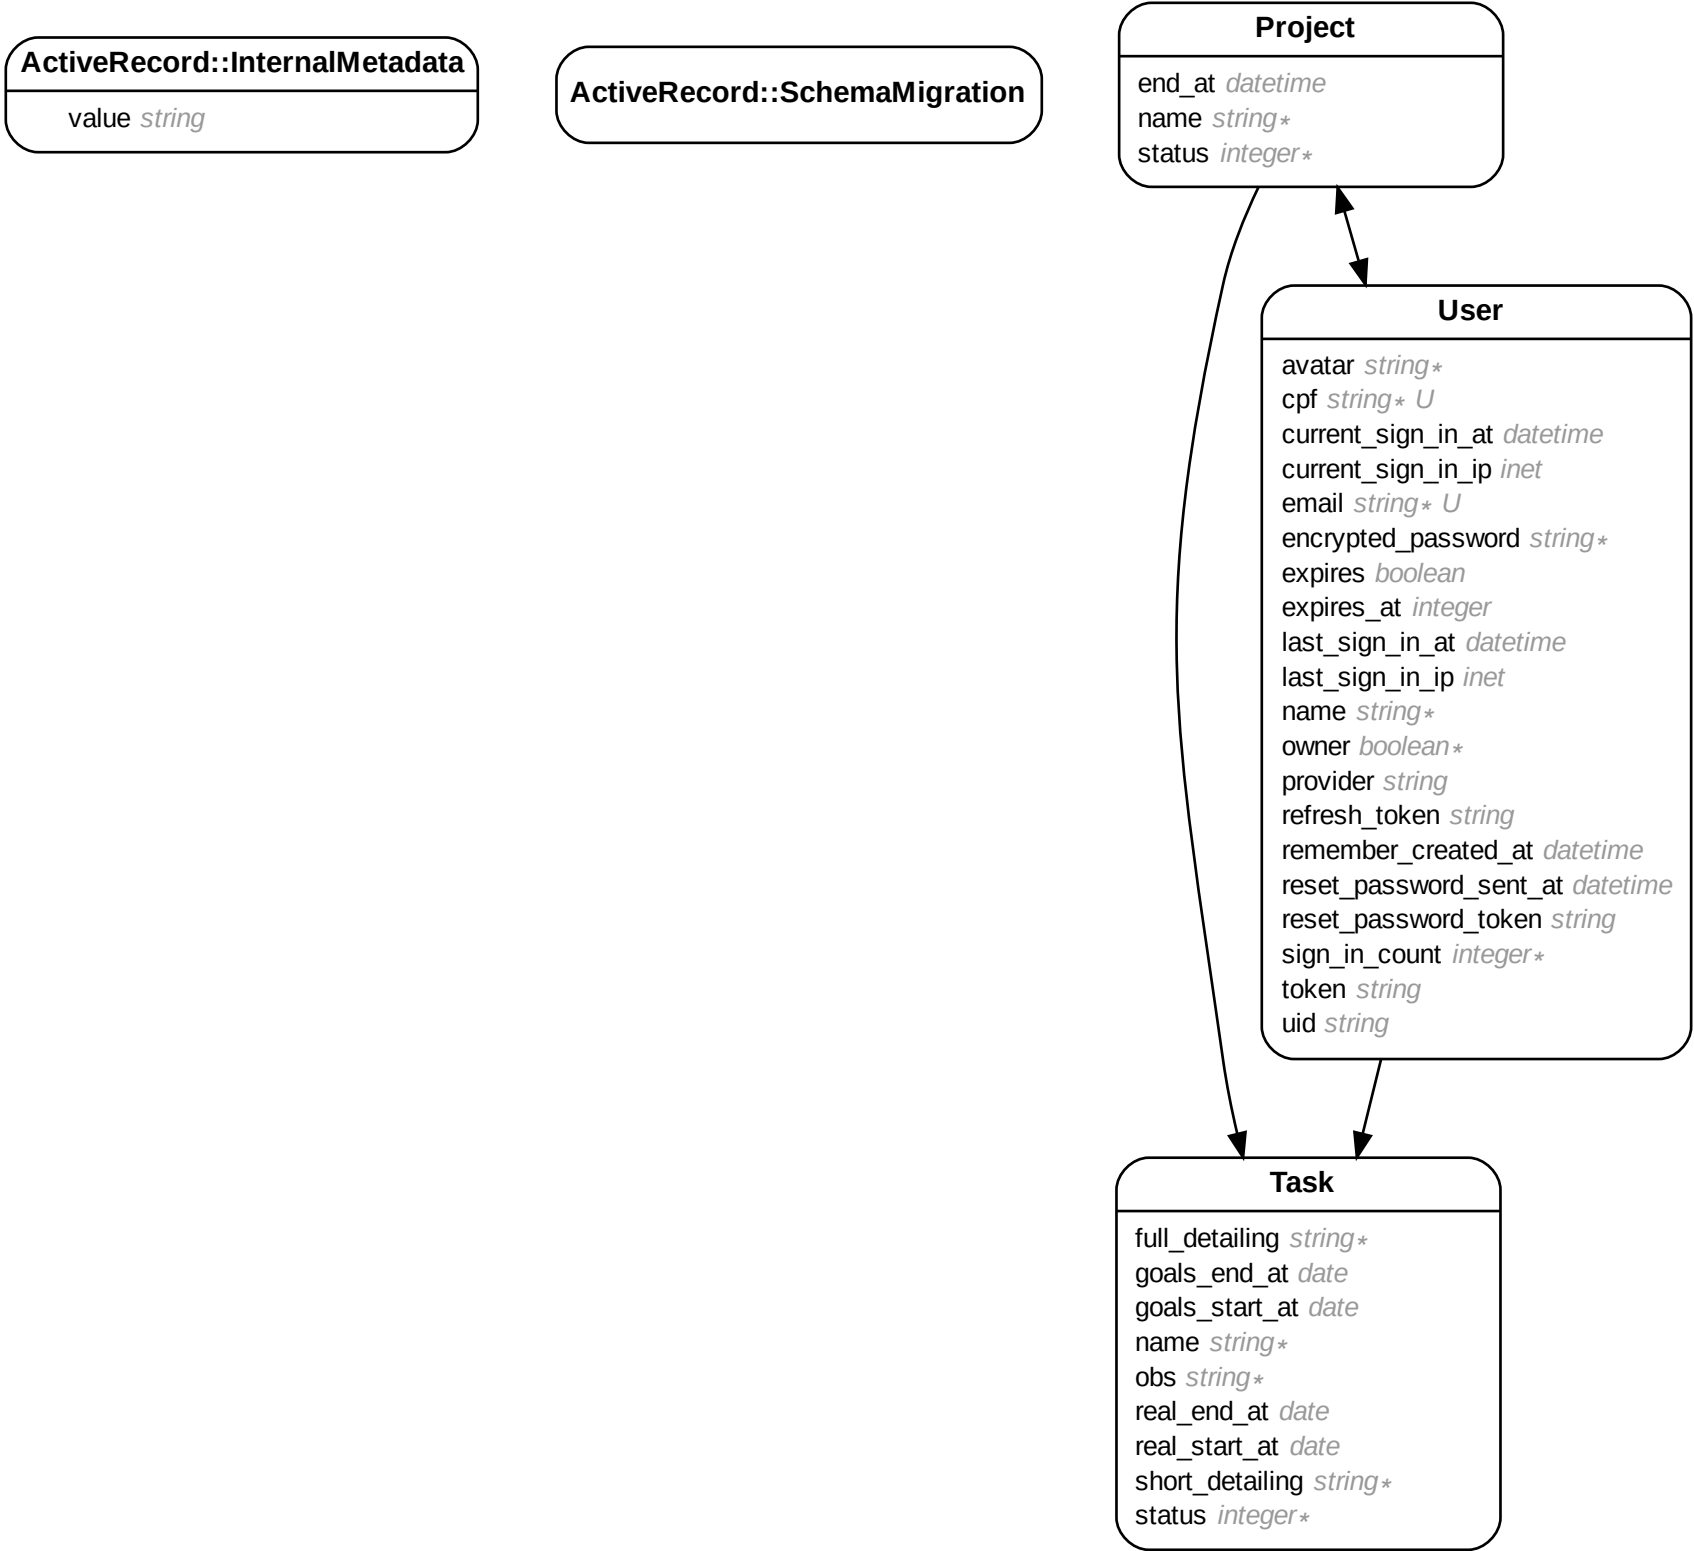 ActiveRecord::InternalMetadata
value string
ActiveRecord::SchemaMigration
Project
end_at datetime
name string*
status integer*
User
avatar string*
cpf string* U
current_sign_in_at datetime
current_sign_in_ip inet
email string* U
encrypted_password string*
expires boolean
expires_at integer
last_sign_in_at datetime
last_sign_in_ip inet
name string*
owner boolean*
provider string
refresh_token string
remember_created_at datetime
reset_password_sent_at datetime
reset_password_token string
sign_in_count integer*
token string
uid string
Task
full_detailing string*
goals_end_at date
goals_start_at date
name string*
obs string*
real_end_at date
real_start_at date
short_detailing string*
status integer*